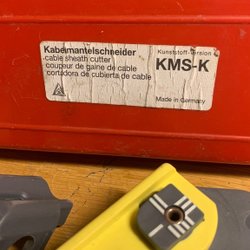 Kabelmantelschneider
cable sheath cutter
coupeur de gaine de cable
cortadora de cubierta de cable
Kunststoff-Version
KMS-K
Made in Germany